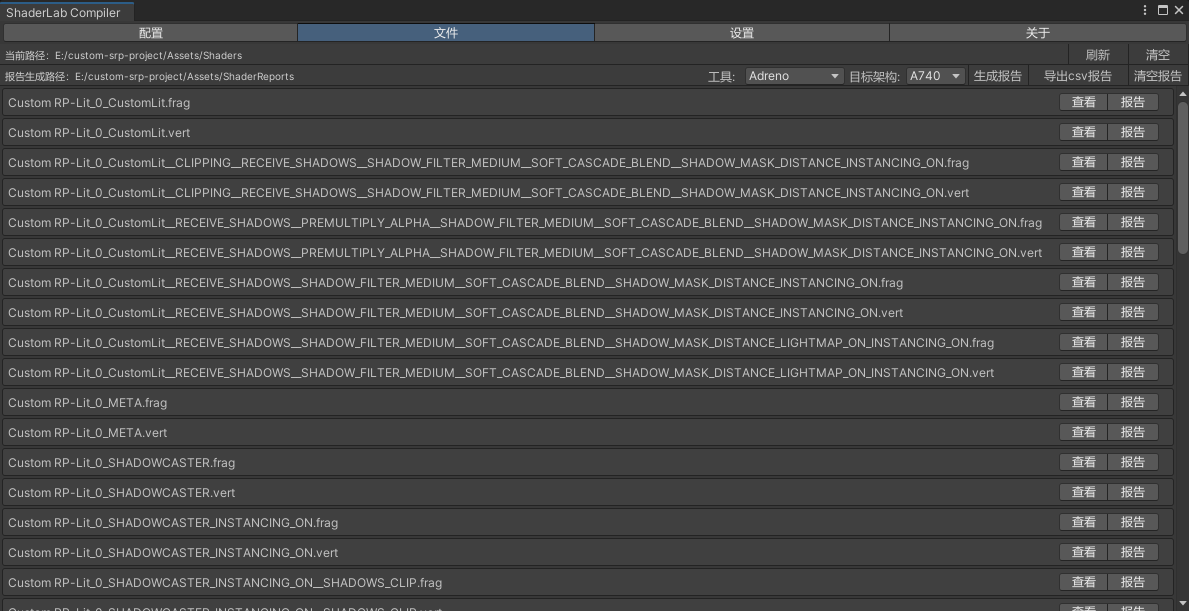 ShaderLab Compiler
配置 文件 设置 关于
当前路径: E:/custom-srp-project/Assets/Shaders 刷新 清空
报告生成路径: E:/custom-srp-project/Assets/ShaderReports 工具: Adreno 目标架构: A740 生成报告 导出csv报告 清空报告
Custom RP-Lit_0_CustomLit.frag 查看 报告
Custom RP-Lit_0_CustomLit.vert 查看 报告
Custom RP-Lit_0_CustomLit__CLIPPING__RECEIVE_SHADOWS__SHADOW_FILTER_MEDIUM__SOFT_CASCADE_BLEND__SHADOW_MASK_DISTANCE_INSTANCING_ON.frag 查看 报告
Custom RP-Lit_0_CustomLit__CLIPPING__RECEIVE_SHADOWS__SHADOW_FILTER_MEDIUM__SOFT_CASCADE_BLEND__SHADOW_MASK_DISTANCE_INSTANCING_ON.vert 查看 报告
Custom RP-Lit_0_CustomLit__RECEIVE_SHADOWS__PREMULTIPLY_ALPHA__SHADOW_FILTER_MEDIUM__SOFT_CASCADE_BLEND__SHADOW_MASK_DISTANCE_INSTANCING_ON.frag 查看 报告
Custom RP-Lit_0_CustomLit__RECEIVE_SHADOWS__PREMULTIPLY_ALPHA__SHADOW_FILTER_MEDIUM__SOFT_CASCADE_BLEND__SHADOW_MASK_DISTANCE_INSTANCING_ON.vert 查看 报告
Custom RP-Lit_0_CustomLit__RECEIVE_SHADOWS__SHADOW_FILTER_MEDIUM__SOFT_CASCADE_BLEND__SHADOW_MASK_DISTANCE_INSTANCING_ON.frag 查看 报告
Custom RP-Lit_0_CustomLit__RECEIVE_SHADOWS__SHADOW_FILTER_MEDIUM__SOFT_CASCADE_BLEND__SHADOW_MASK_DISTANCE_INSTANCING_ON.vert 查看 报告
Custom RP-Lit_0_CustomLit__RECEIVE_SHADOWS__SHADOW_FILTER_MEDIUM__SOFT_CASCADE_BLEND__SHADOW_MASK_DISTANCE_LIGHTMAP_ON_INSTANCING_ON.frag 查看 报告
Custom RP-Lit_0_CustomLit__RECEIVE_SHADOWS__SHADOW_FILTER_MEDIUM__SOFT_CASCADE_BLEND__SHADOW_MASK_DISTANCE_LIGHTMAP_ON_INSTANCING_ON.vert 查看 报告
Custom RP-Lit_0_META.frag 查看 报告
Custom RP-Lit_0_META.vert 查看 报告
Custom RP-Lit_0_SHADOWCASTER.frag 查看 报告
Custom RP-Lit_0_SHADOWCASTER.vert 查看 报告
Custom RP-Lit_0_SHADOWCASTER_INSTANCING_ON.frag 查看 报告
Custom RP-Lit_0_SHADOWCASTER_INSTANCING_ON.vert 查看 报告
Custom RP-Lit_0_SHADOWCASTER_INSTANCING_ON__SHADOWS_CLIP.frag 查看 报告